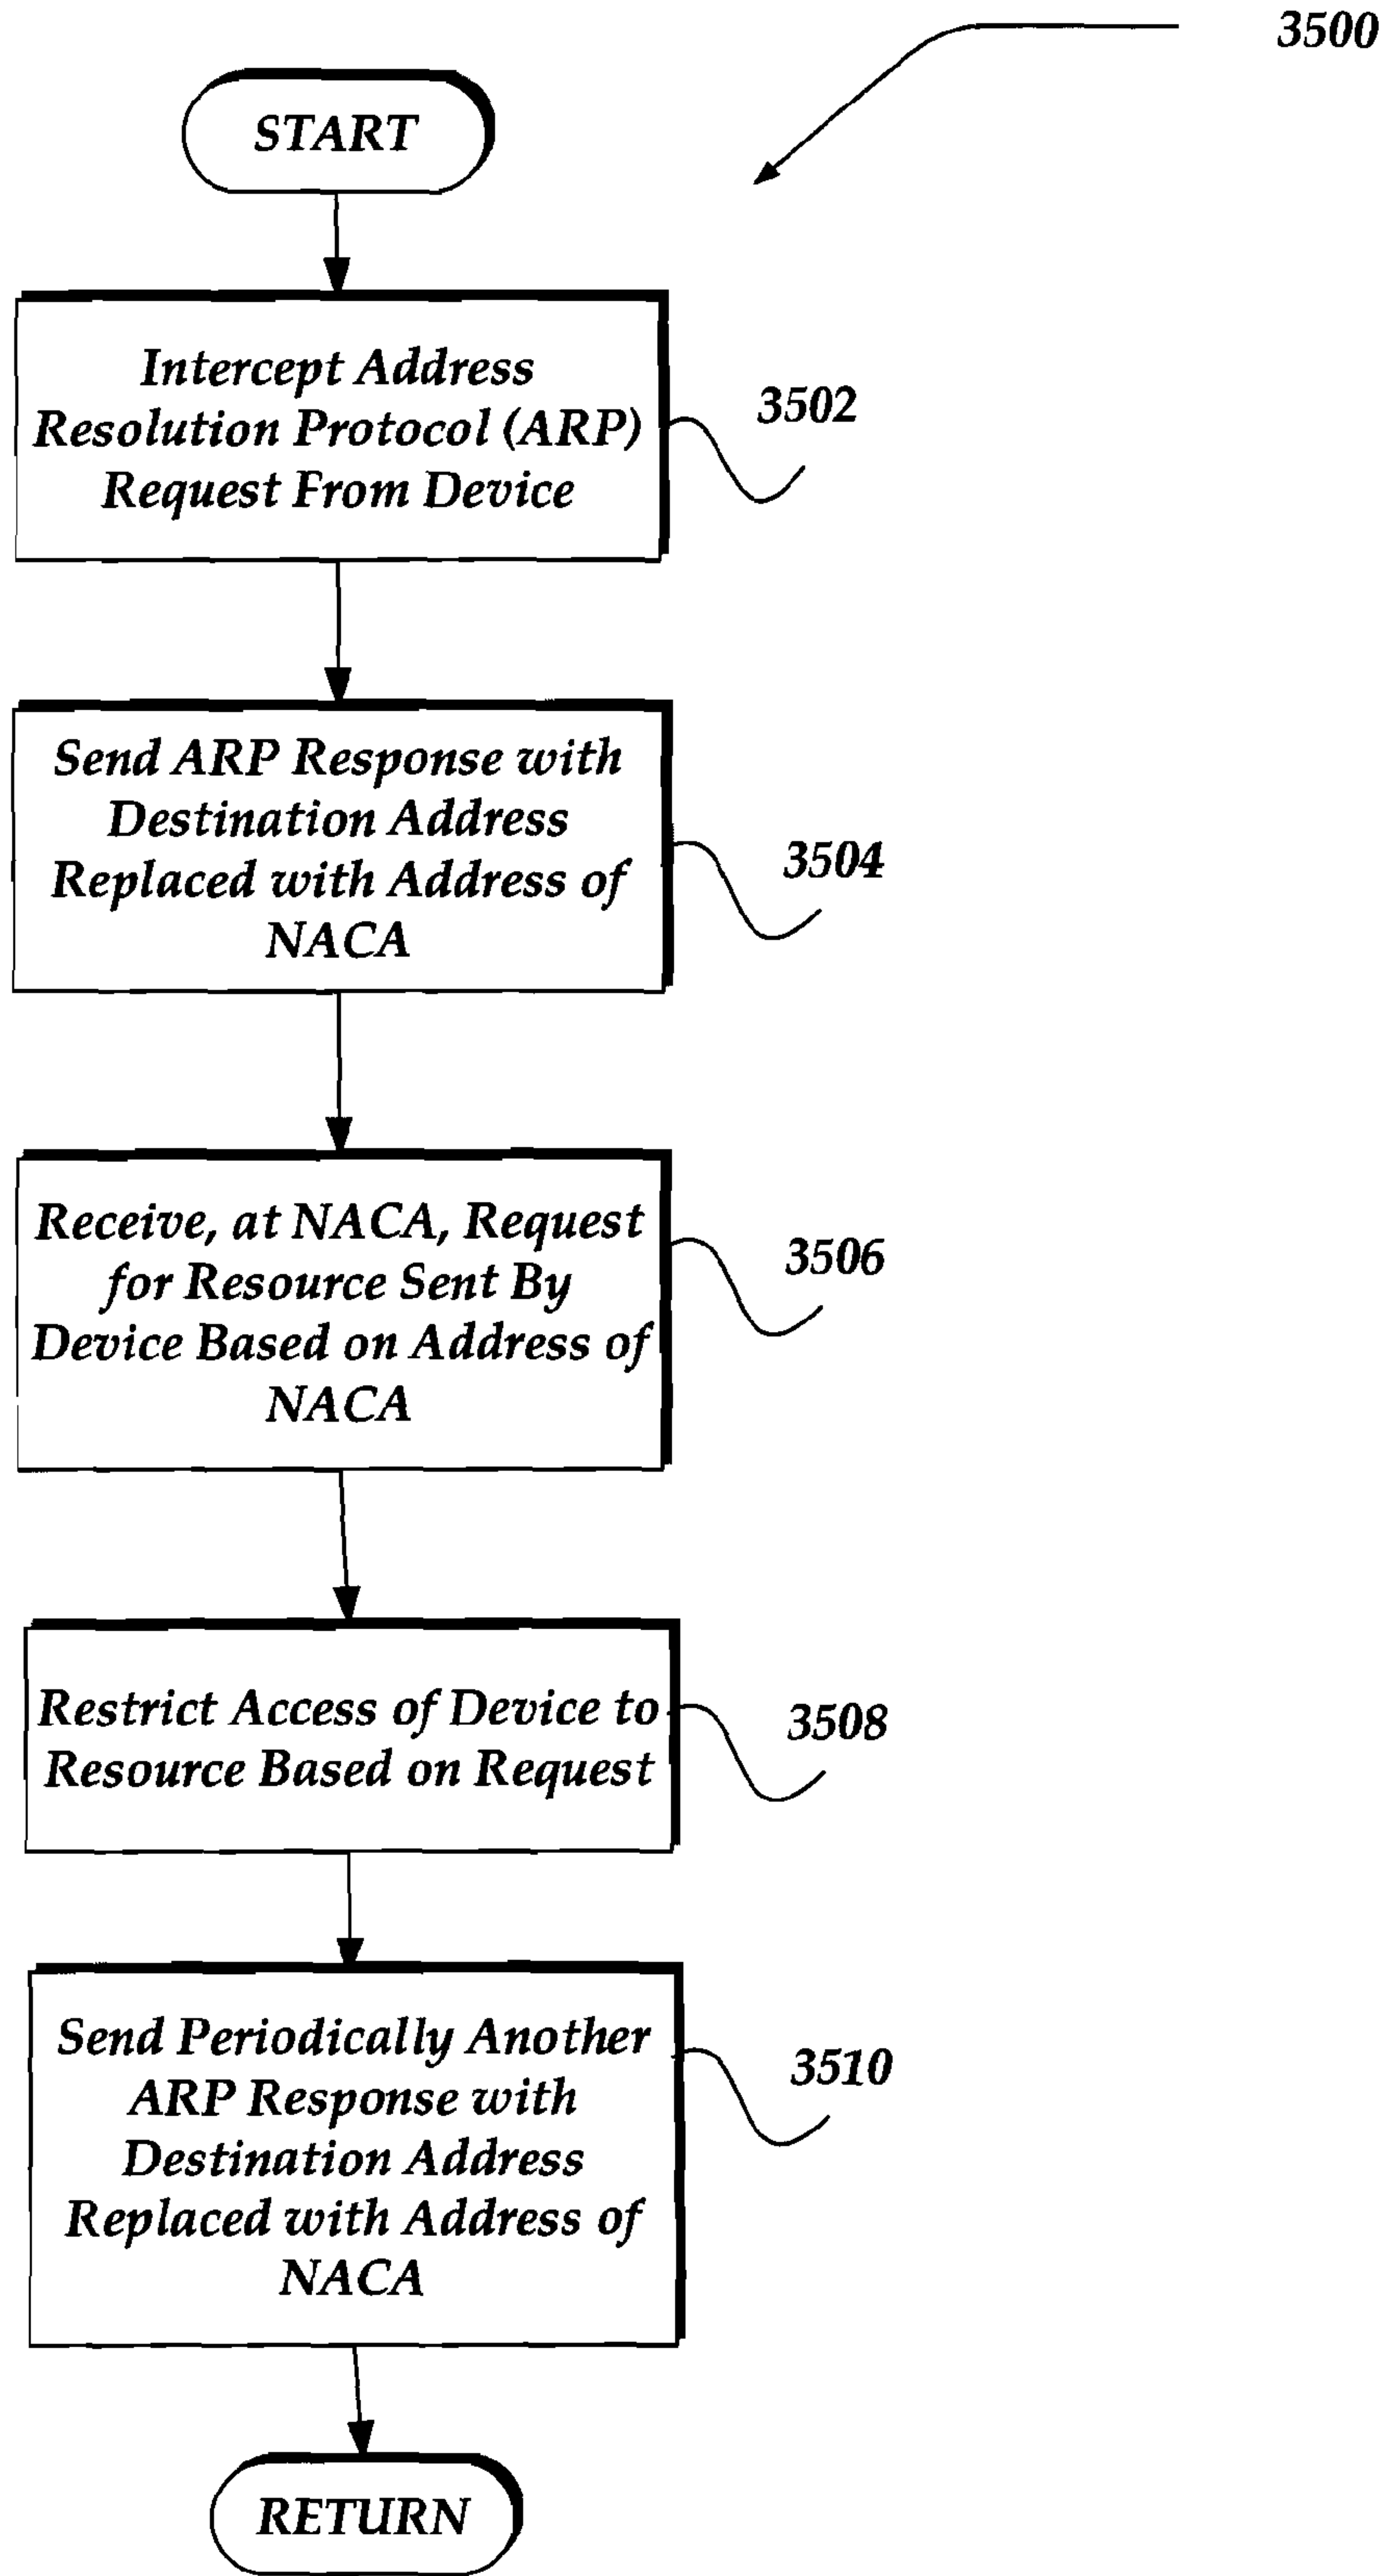 3500
START
Intercept Address
Resolution Protocol (ARP)
Request From Device
3502
Send ARP Response with
Destination Address
Replaced with Address of
NACA
3504
Receive, at NACA, Request
for Resource Sent By
Device Based on Address of
NACA
3506
Restrict Access of Device to
Resource Based on Request
3508
Send Periodically Another
ARP Response with
Destination Address
Replaced with Address of
NACA
3510
RETURN